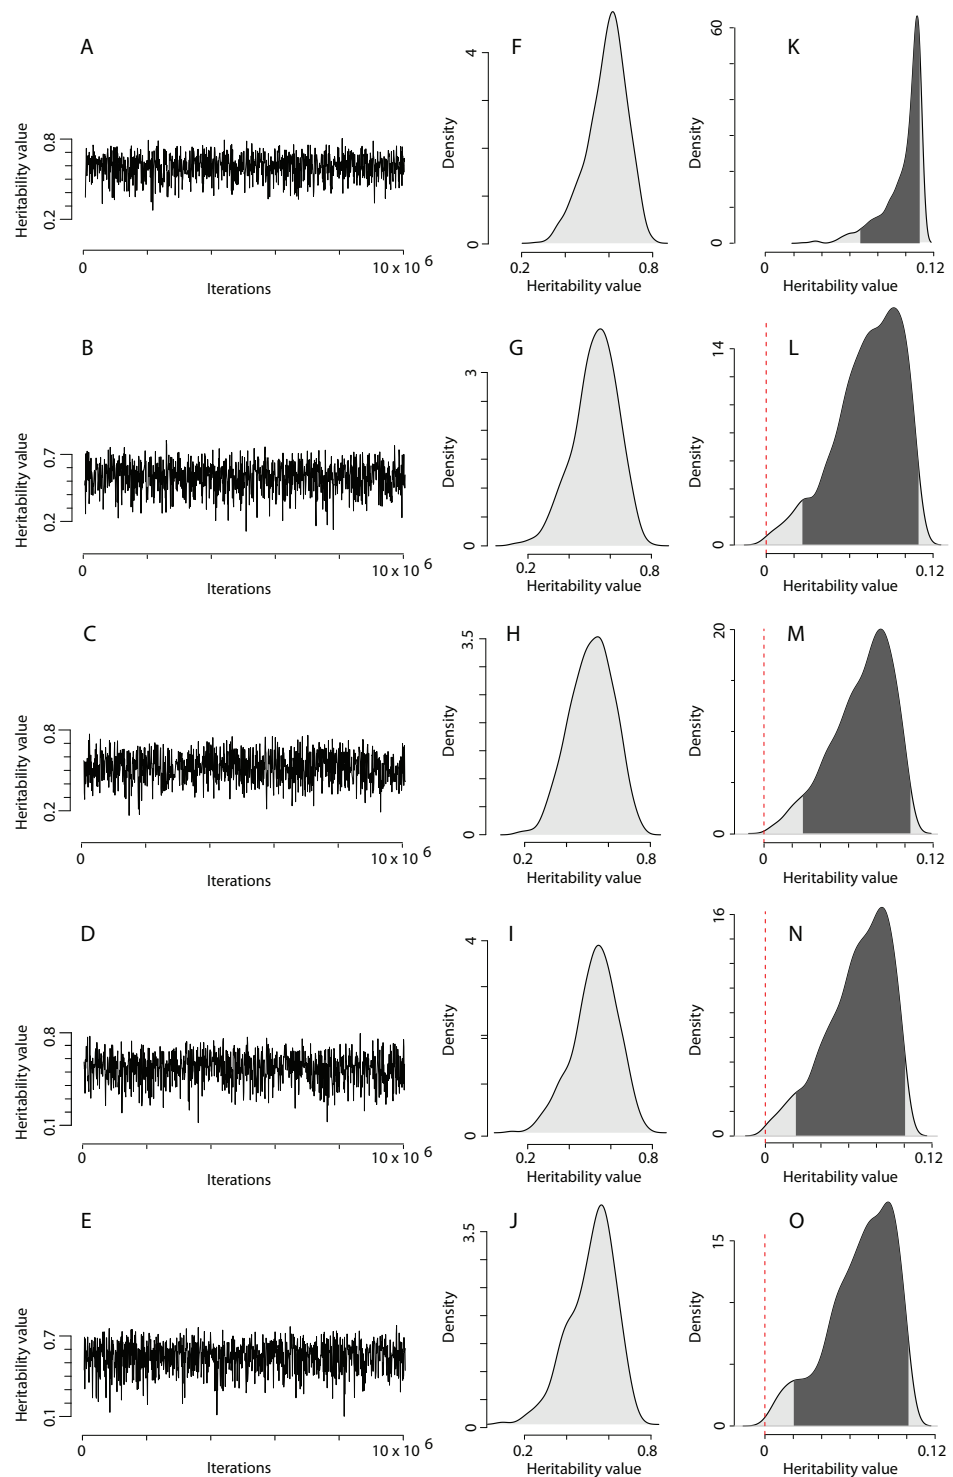 A
Heritability value
0.8
0.2
0
10 x 10 6
Iterations
F
Density
4
0
0.2
0.8
Heritability value
K
Density
60
0
0
0.12
Heritability value
B
Heritability value
0.7
0.2
0
10 x 10 6
Iterations
G
Density
3
0
0.2
0.8
Heritability value
L
Density
14
0
0
0.12
Heritability value
C
Heritability value
0.8
0.2
0
10 x 10 6
Iterations
H
Density
3.5
0
0.2
0.8
Heritability value
M
Density
20
0
0
0.12
Heritability value
D
Heritability value
0.8
0.1
0
10 x 10 6
Iterations
I
Density
4
0
0.2
0.8
Heritability value
N
Density
16
0
0
0.12
Heritability value
E
Heritability value
0.7
0.1
0
10 x 10 6
Iterations
J
Density
3.5
0
0.2
0.8
Heritability value
O
Density
15
0
0
0.12
Heritability value